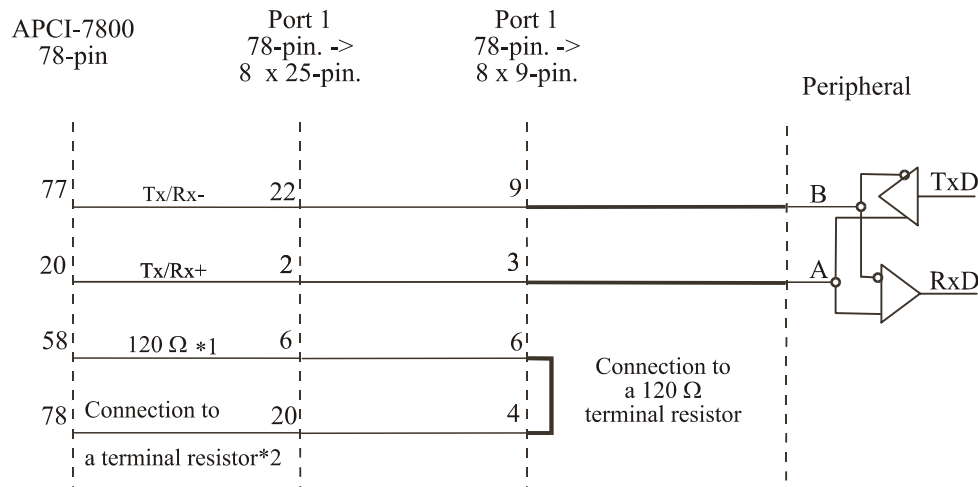 APCI-7800
78-pin
Port 1
78-pin. ->
8 x 25-pin.
Port 1
78-pin. ->
8 x 9-pin.
Peripheral
77 Tx/Rx- 22 9 B TxD
20 Tx/Rx+ 2 3 A RxD
58 120 Ω *1 6 6
Connection to
a 120 Ω
terminal resistor
78 Connection to 20 4
a terminal resistor*2